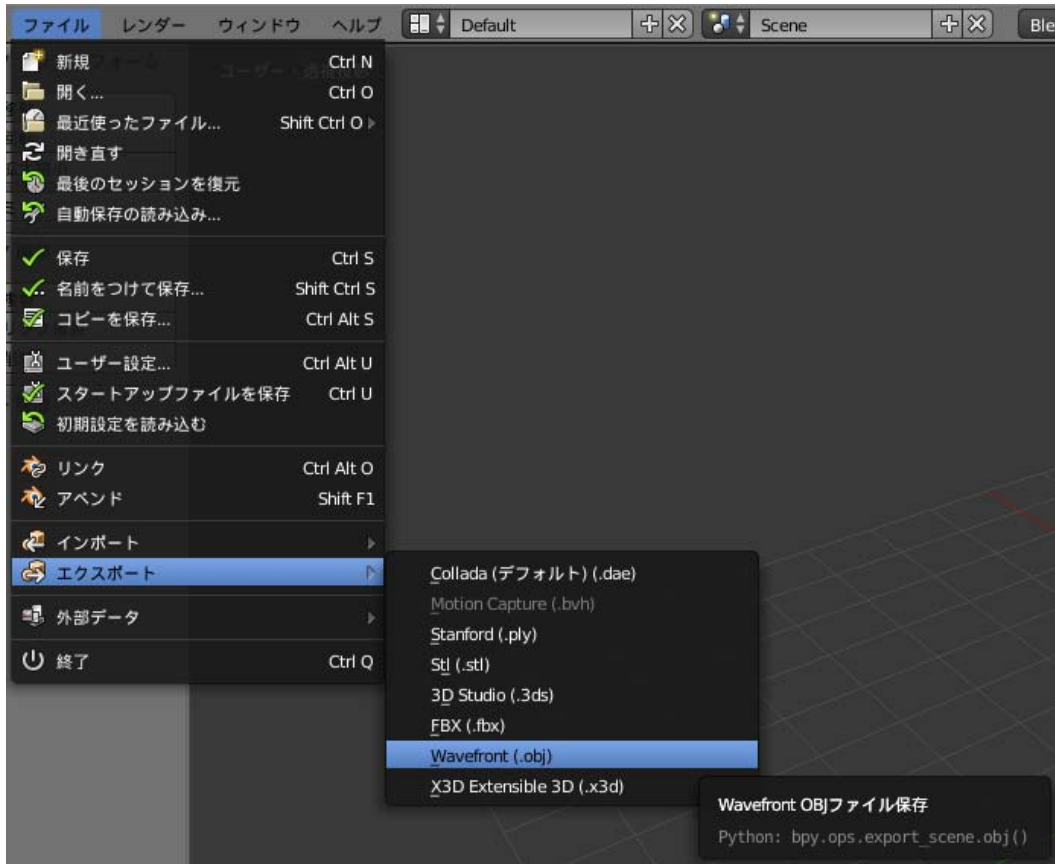 ファイル レンダー ウィンドウ ヘルプ Default Scene Ble
新規 Ctrl N
開く... Ctrl O
最近使ったファイル... Shift Ctrl O
開き直す
最後のセッションを復元
自動保存の読み込み...
保存 Ctrl S
名前をつけて保存... Shift Ctrl S
コピーを保存... Ctrl Alt S
ユーザー設定... Ctrl Alt U
スタートアップファイルを保存 Ctrl U
初期設定を読み込む
リンク Ctrl Alt O
アペンド Shift F1
インポート
エクスポート
外部データ
終了 Ctrl Q
Collada (デフォルト) (.dae)
Motion Capture (.bvh)
Stanford (.ply)
Stl (.stl)
3D Studio (.3ds)
FBX (.fbx)
Wavefront (.obj)
X3D Extensible 3D (.x3d)
Wavefront OBJファイル保存
Python: bpy.ops.export_scene.obj()